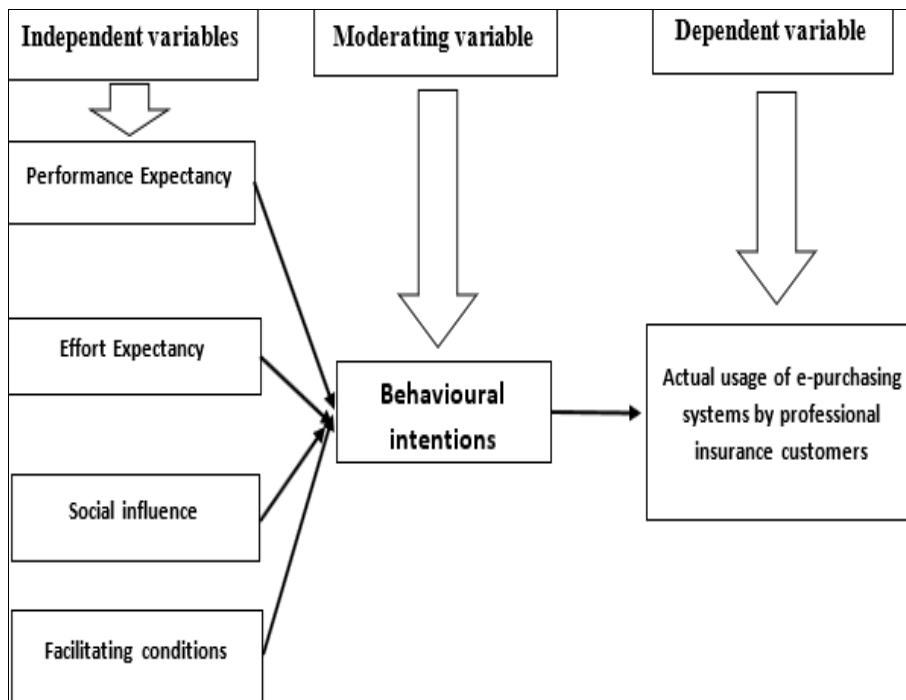 Independent variables
Moderating variable
Dependent variable
Performance Expectancy
Effort Expectancy
Social influence
Facilitating conditions
Behavioural
intentions
Actual usage of e-purchasing
systems by professional
insurance customers